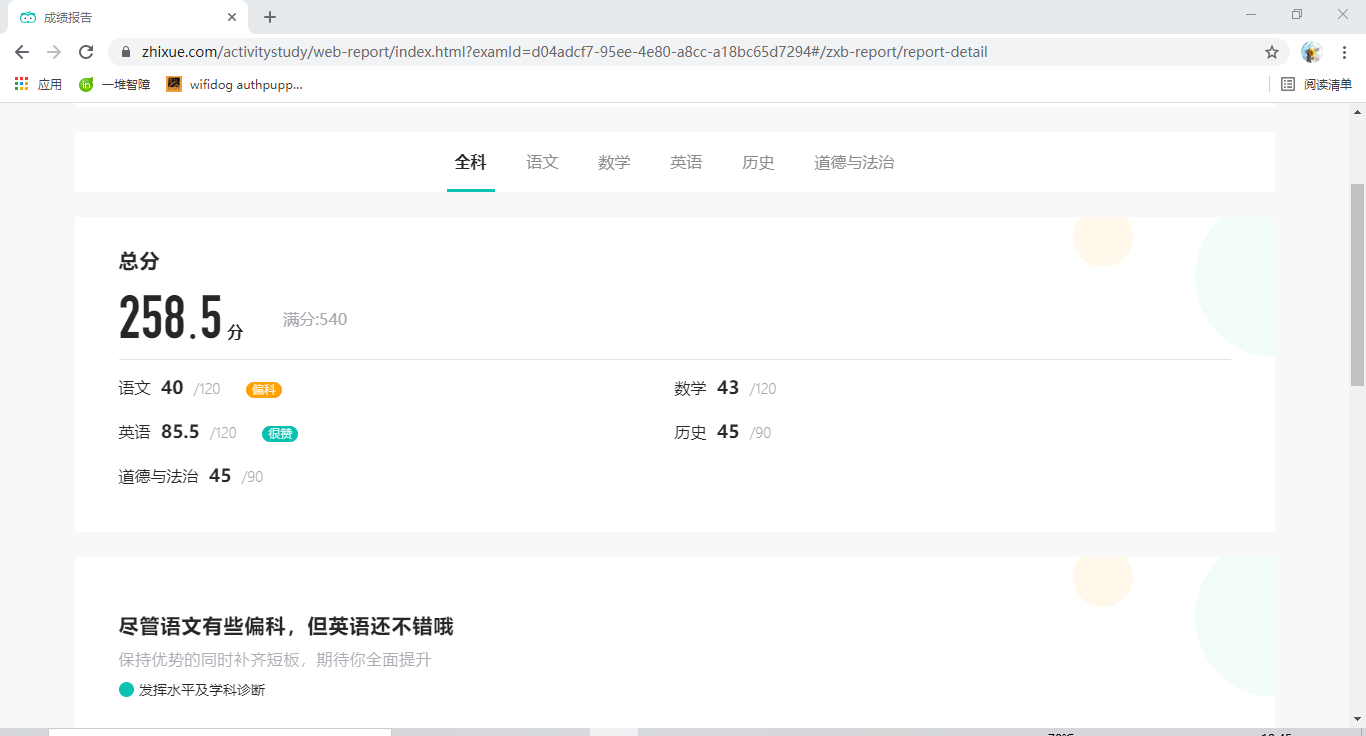 成绩报告
zhixue.com/activitystudy/web-report/index.html?examId=d04adcf7-95ee-4e80-a8cc-a18bc65d7294#/zxb-report/report-detail
应用 一堆智障 wifidog authpupp... 阅读清单
全科 语文 数学 英语 历史 道德与法治
总分
258.5 分 满分:540
语文 40 /120 偏科 数学 43 /120
英语 85.5 /120 很赞 历史 45 /90
道德与法治 45 /90
尽管语文有些偏科，但英语还不错哦
保持优势的同时补齐短板，期待你全面提升
发挥水平及学科诊断